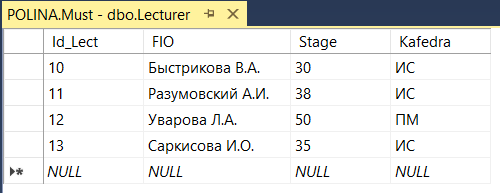 POLINA.Must - dbo.Lecturer
Id_Lect FIO Stage Kafedra
10 Быстрикова В.А. 30 ИС
11 Разумовский А.И. 38 ИС
12 Уварова Л.А. 50 ПМ
13 Саркисова И.О. 35 ИС
NULL NULL NULL NULL